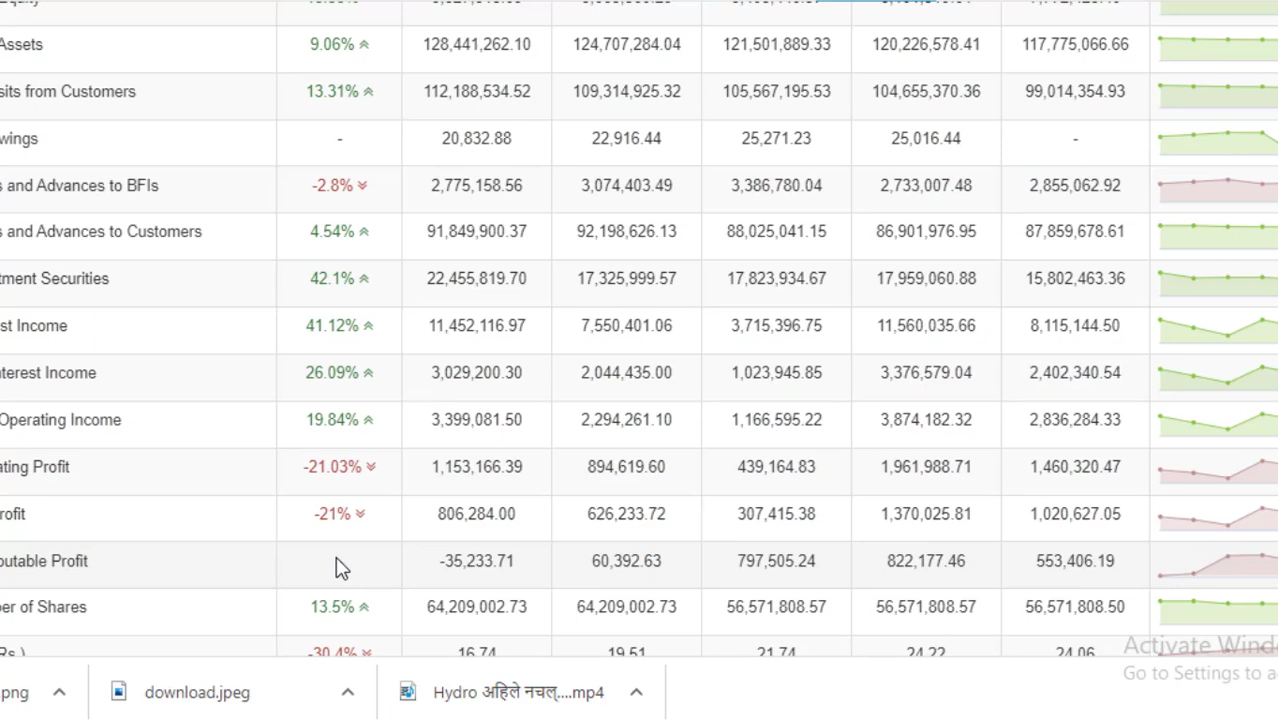 Assets 9.06% 128,441,262.10 124,707,284.04 121,501,889.33 120,226,578.41 117,775,066.66
sits from Customers 13.31% 112,188,534.52 109,314,925.32 105,567,195.53 104,655,370.36 99,014,354.93
wings - 20,832.88 22,916.44 25,271.23 25,016.44 -
s and Advances to BFIs -2.8% 2,775,158.56 3,074,403.49 3,386,780.04 2,733,007.48 2,855,062.92
s and Advances to Customers 4.54% 91,849,900.37 92,198,626.13 88,025,041.15 86,901,976.95 87,859,678.61
tment Securities 42.1% 22,455,819.70 17,325,999.57 17,823,934.67 17,959,060.88 15,802,463.36
st Income 41.12% 11,452,116.97 7,550,401.06 3,715,396.75 11,560,035.66 8,115,144.50
nterest Income 26.09% 3,029,200.30 2,044,435.00 1,023,945.85 3,376,579.04 2,402,340.54
Operating Income 19.84% 3,399,081.50 2,294,261.10 1,166,595.22 3,874,182.32 2,836,284.33
ating Profit -21.03% 1,153,166.39 894,619.60 439,164.83 1,961,988.71 1,460,320.47
rofit -21% 806,284.00 626,233.72 307,415.38 1,370,025.81 1,020,627.05
butable Profit -35,233.71 60,392.63 797,505.24 822,177.46 553,406.19
per of Shares 13.5% 64,209,002.73 64,209,002.73 56,571,808.57 56,571,808.57 56,571,808.50
Rs.) -30.4% 16.74 19.51 21.74 24.22 24.06
Activate Wind
Go to Settings to a
.png download.jpeg Hydro अहिले नचल्....mp4